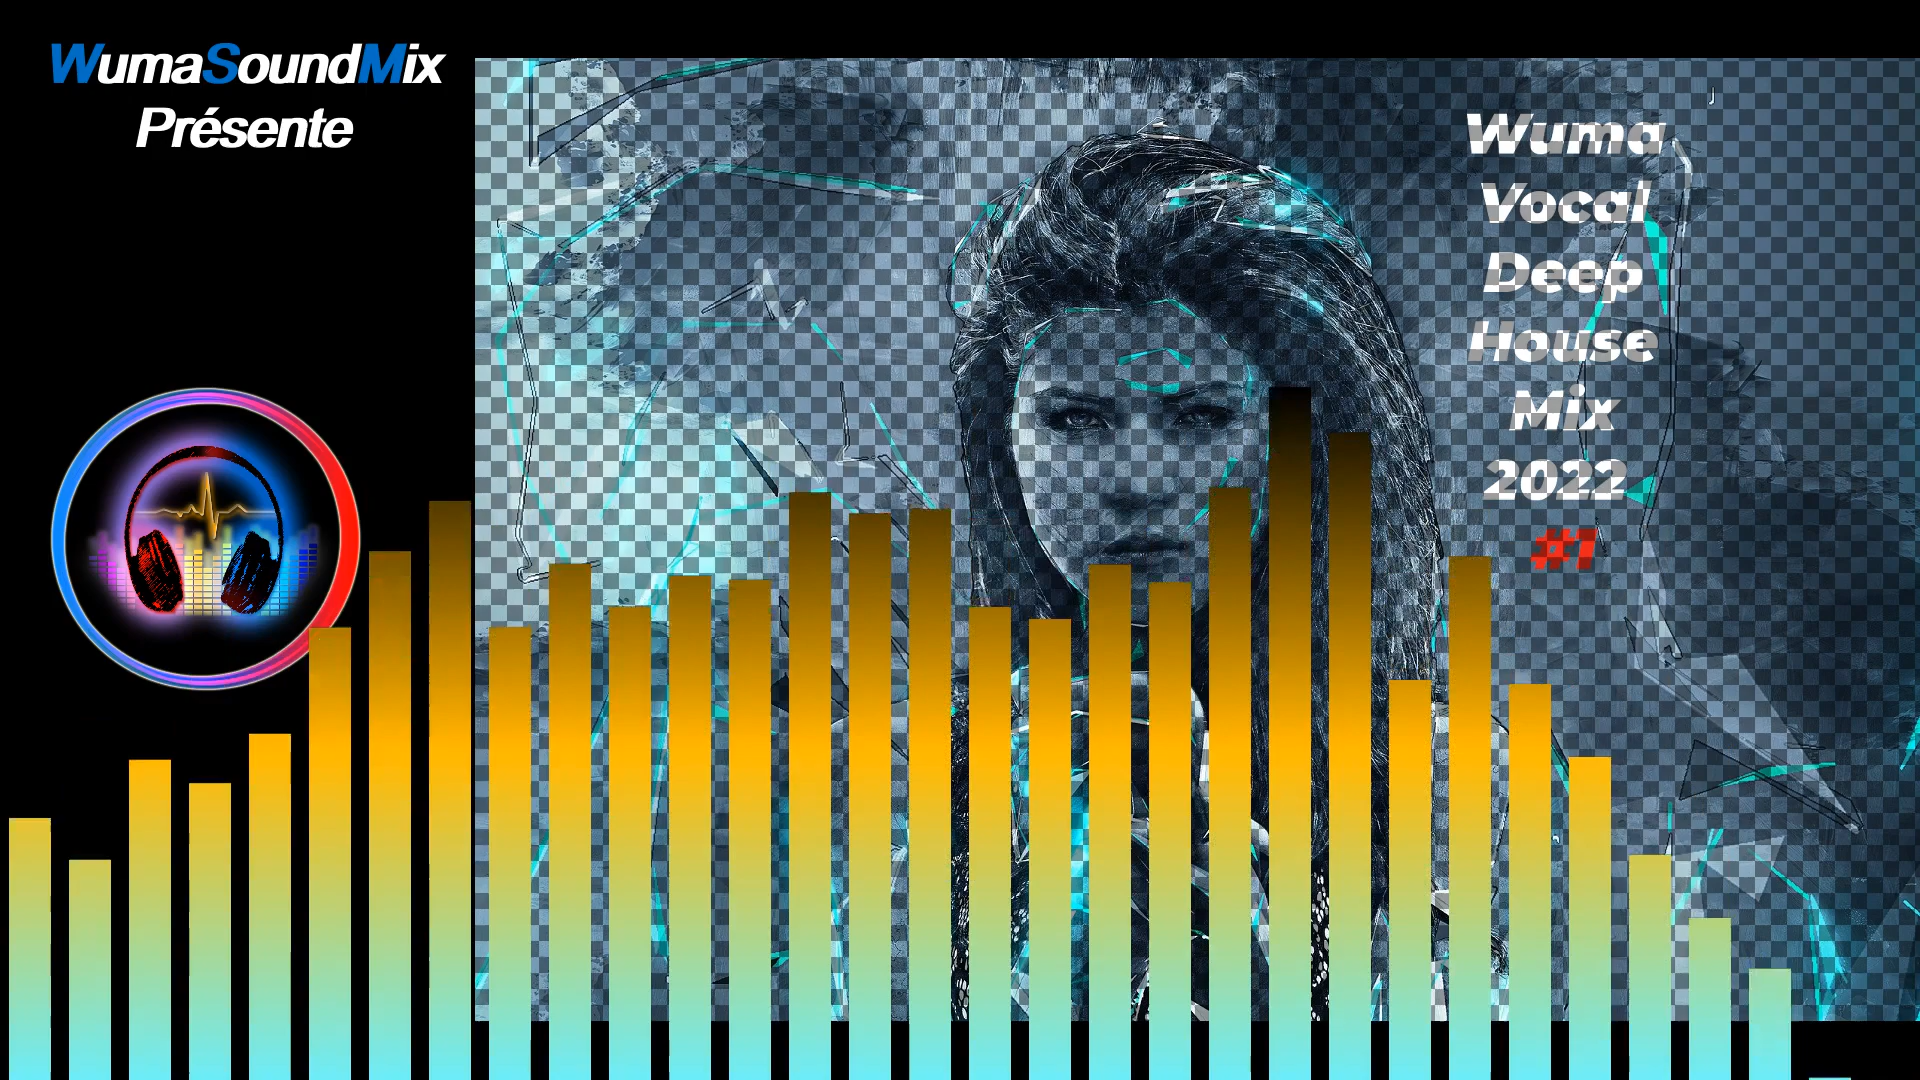 WumaSoundMix
Présente
Wuma
Vocal
Deep
House
Mix
2022
#1